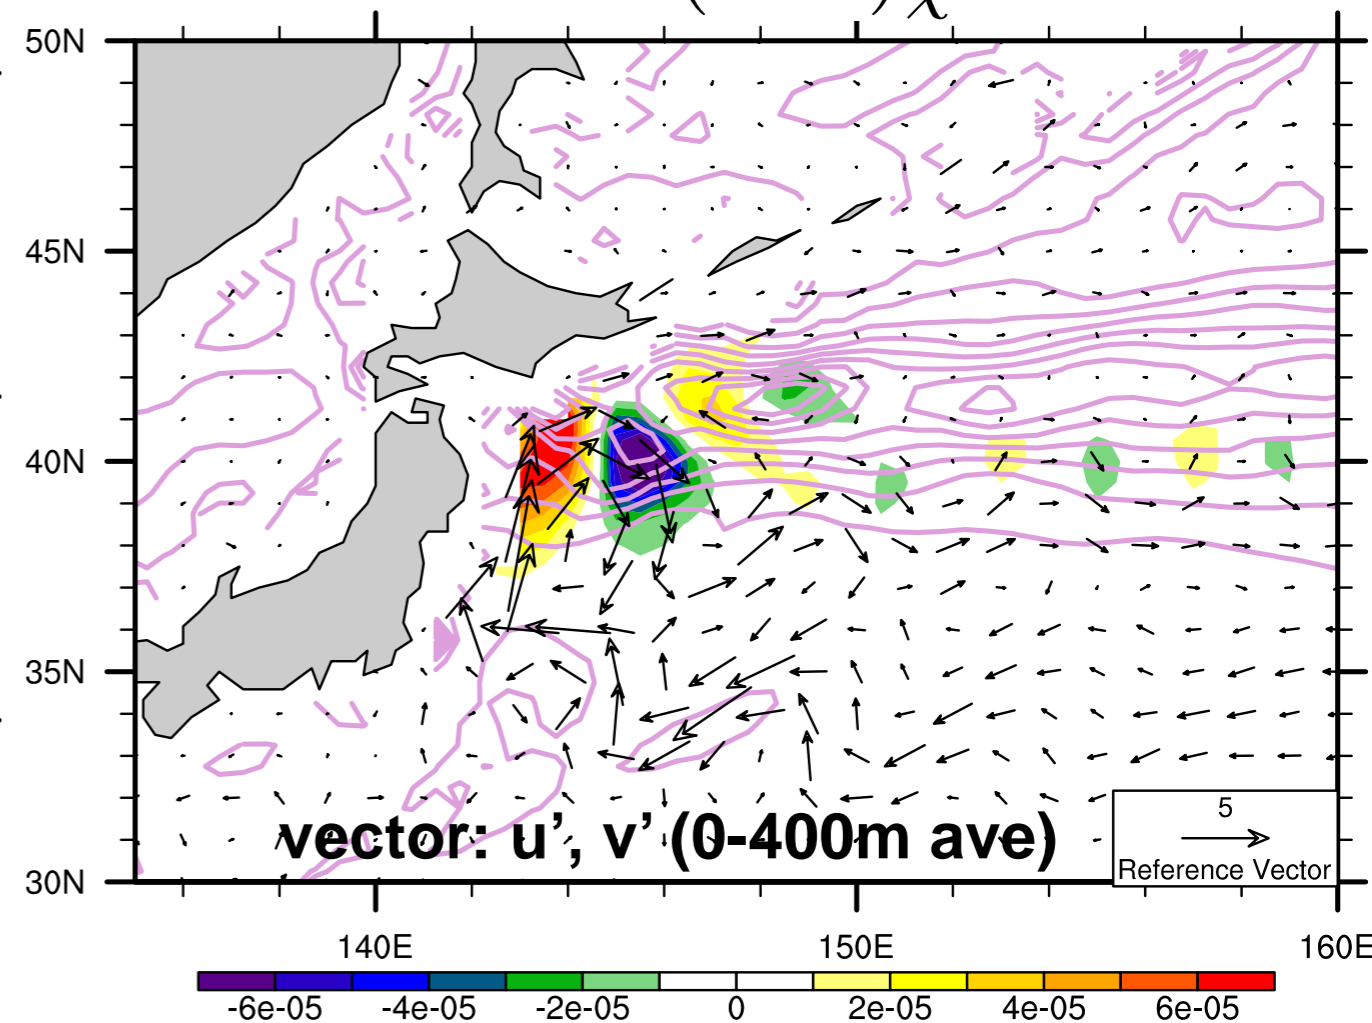 ( ) χ
50N
45N
40N
35N
30N
vector: u’, v’ (0-400m ave)
5
Reference Vector
140E 150E 160E
-6e-05 -4e-05 -2e-05 0 2e-05 4e-05 6e-05